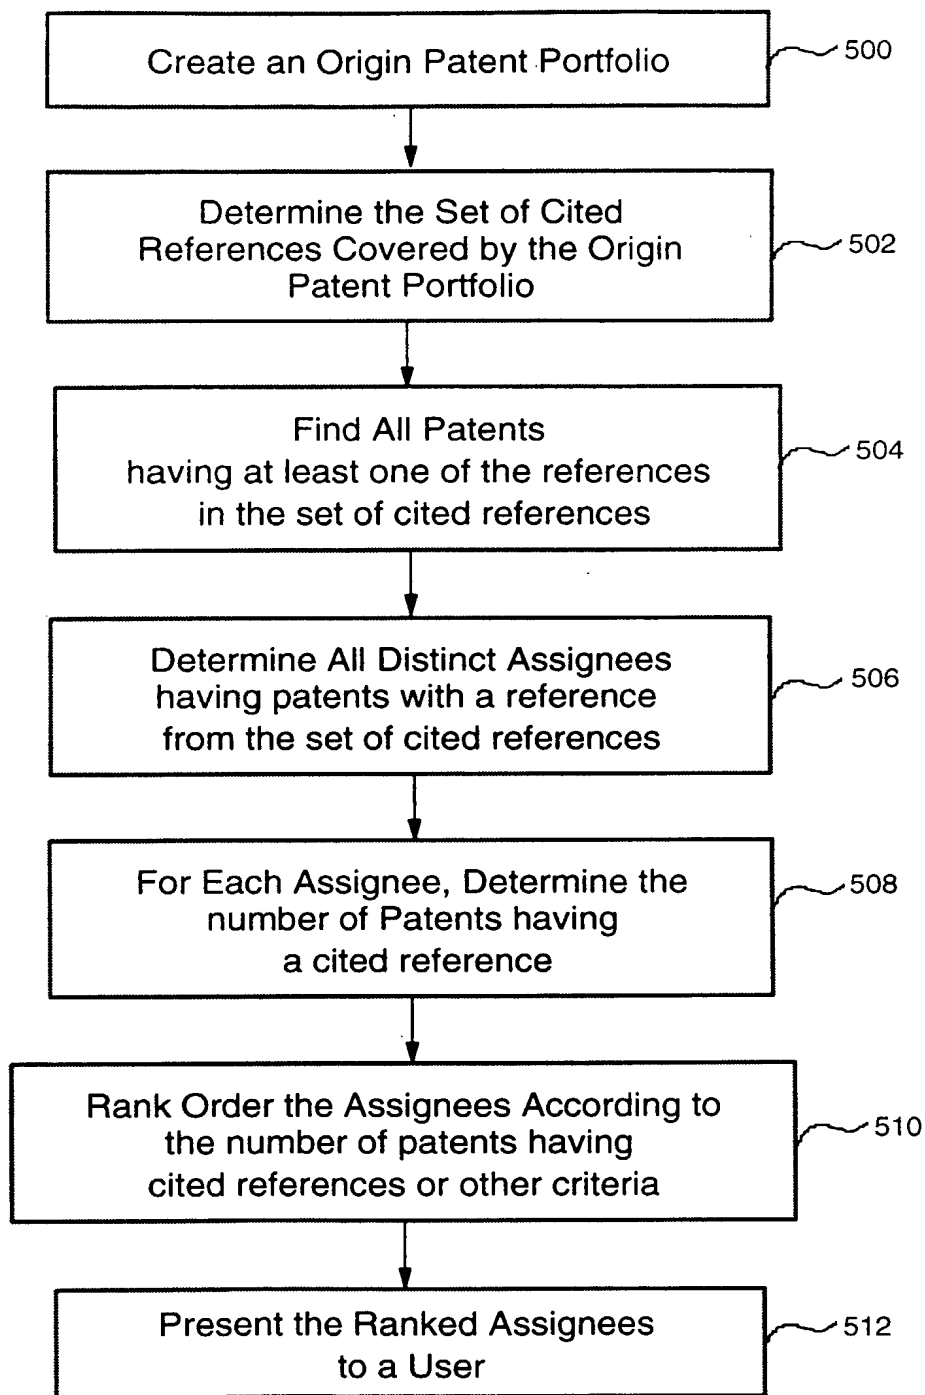 Create an Origin Patent Portfolio
500
Determine the Set of Cited
References Covered by the Origin
Patent Portfolio
502
Find All Patents
having at least one of the references
in the set of cited references
504
Determine All Distinct Assignees
having patents with a reference
from the set of cited references
506
For Each Assignee, Determine the
number of Patents having
a cited reference
508
Rank Order the Assignees According to
the number of patents having
cited references or other criteria
510
Present the Ranked Assignees
to a User
512